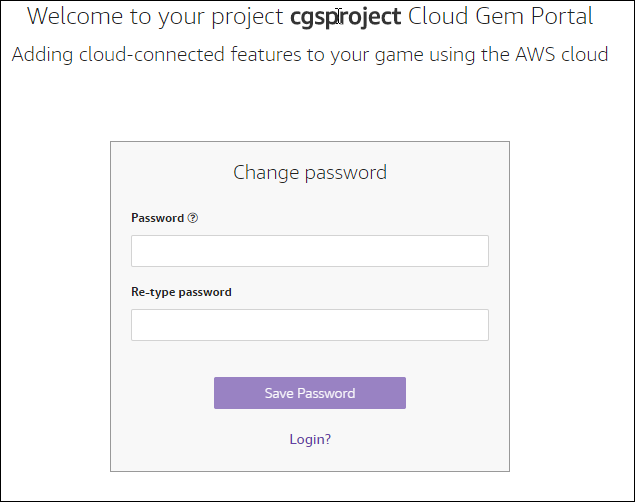 Welcome to your project cgsproject Cloud Gem Portal
Adding cloud-connected features to your game using the AWS cloud
Change password
Password ?
Re-type password
Save Password
Login?